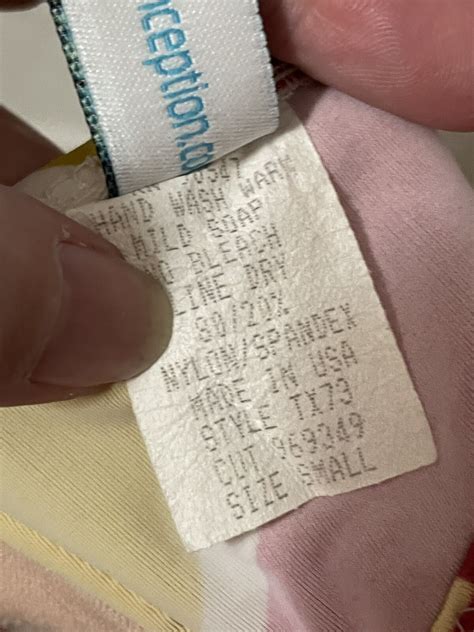 nception.co
HAND WASH WARM
MILD SOAP
NO BLEACH
LINE DRY
80/20%
NYLON/SPANDEX
MADE IN USA
STYLE TX73
CUT 969349
SIZE SMALL